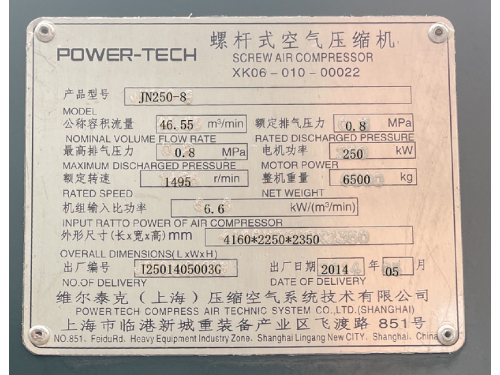 POWER-TECH 螺杆式空气压缩机
SCREW AIR COMPRESSOR
XK06-010-00022
产品型号 JN250-8
MODEL
公称容积流量 46.55 m³/min 额定排气压力 0.8 MPa
NOMINAL VOLUME FLOW RATE RATED DISCHARGED PRESSURE
最高排气压力 0.8 MPa 电机功率 250 kW
MAXIMUM DISCHARGED PRESSURE MOTOR POWER
额定转速 1495 r/min 整机重量 6500 kg
RATED SPEED NET WEIGHT
机组输入比功率 6.6 kW/(m³/min)
INPUT RATTO POWER OF AIR COMPRESSOR
外形尺寸(长x宽x高)mm 4160*2250*2350
OVERALL DIMENSIONS(LxWxH)
出厂编号 I2501405003G 出厂日期 2014 年 05 月
NO.OF DELIVERY DATE OF DELIVERY
维尔泰克(上海)压缩空气系统技术有限公司
POWERTECH COMPRESS AIR TECHNIC SYSTEM CO.,LTD.(SHANGHAI)
上海市临港新城重装备产业区飞渡路 851号
NO.851. FeiduRd. Heavy Equipment Industry Zone. Shanghai Lingang New CITY. Shanghai. China